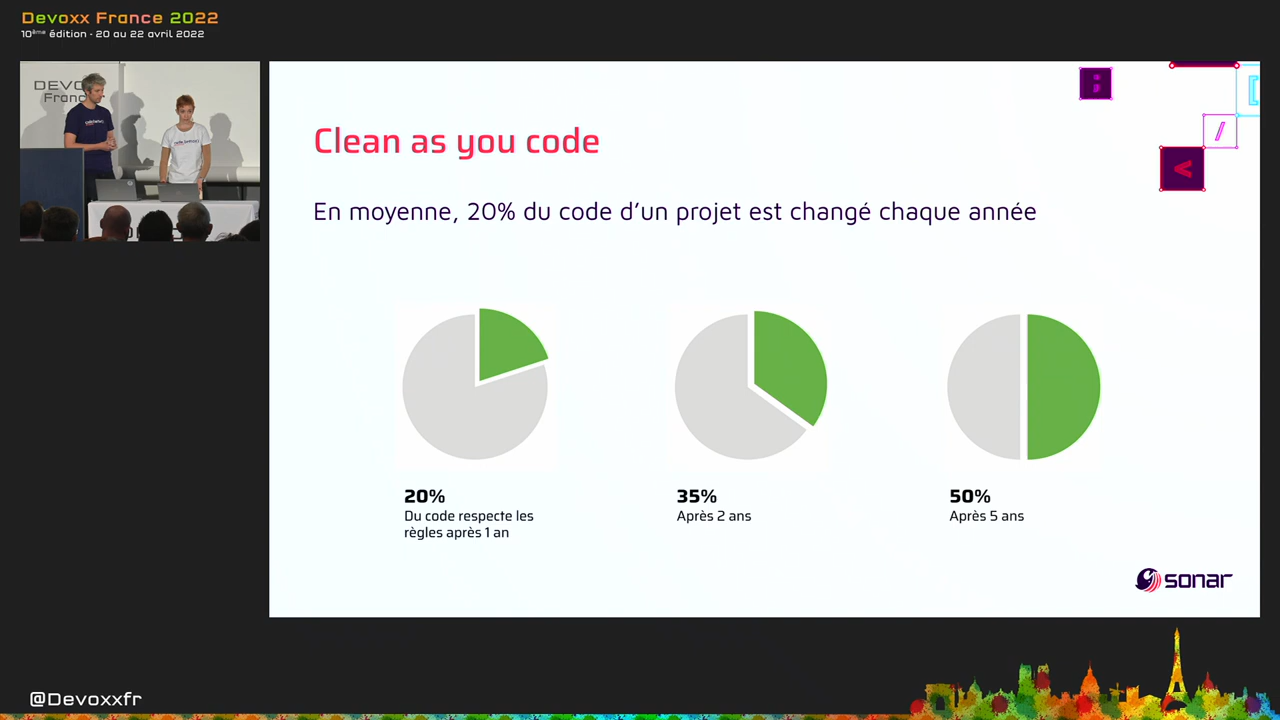 Devoxx France 2022
10ème édition - 20 au 22 avril 2022
DEVO
France
Clean as you code
En moyenne, 20% du code d’un projet est changé chaque année
20%
Du code respecte les
règles après 1 an
35%
Après 2 ans
50%
Après 5 ans
sonar
@Devoxxfr